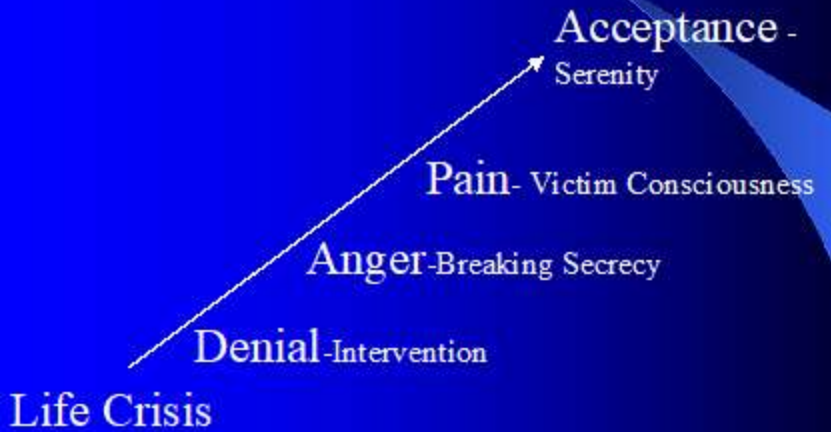 Acceptance -
Serenity
Pain- Victim Consciousness
Anger-Breaking Secrecy
Denial-Intervention
Life Crisis